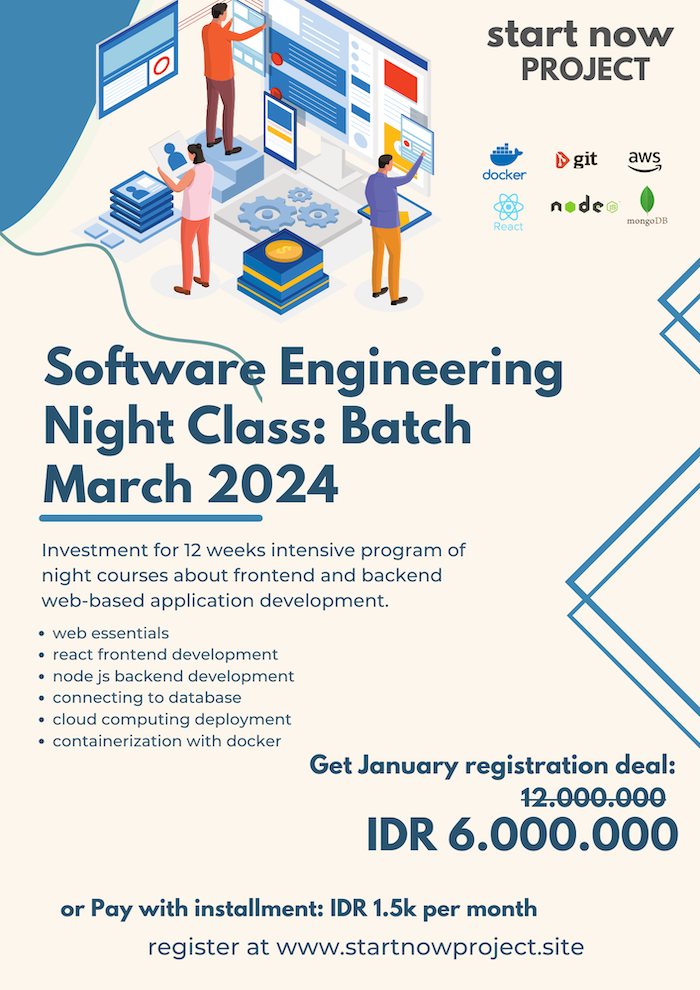 start now
PROJECT
docker
git
aws
React
node
JS
mongoDB
Software Engineering
Night Class: Batch
March 2024
Investment for 12 weeks intensive program of
night courses about frontend and backend
web-based application development.
• web essentials
• react frontend development
• node js backend development
• connecting to database
• cloud computing deployment
• containerization with docker
Get January registration deal:
12.000.000
IDR 6.000.000
or Pay with installment: IDR 1.5k per month
register at www.startnowproject.site